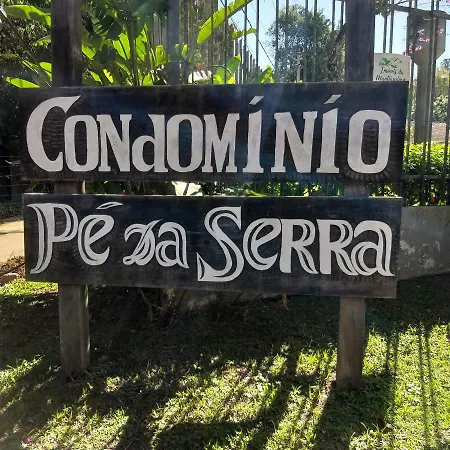 Condomínio
Pé da Serra